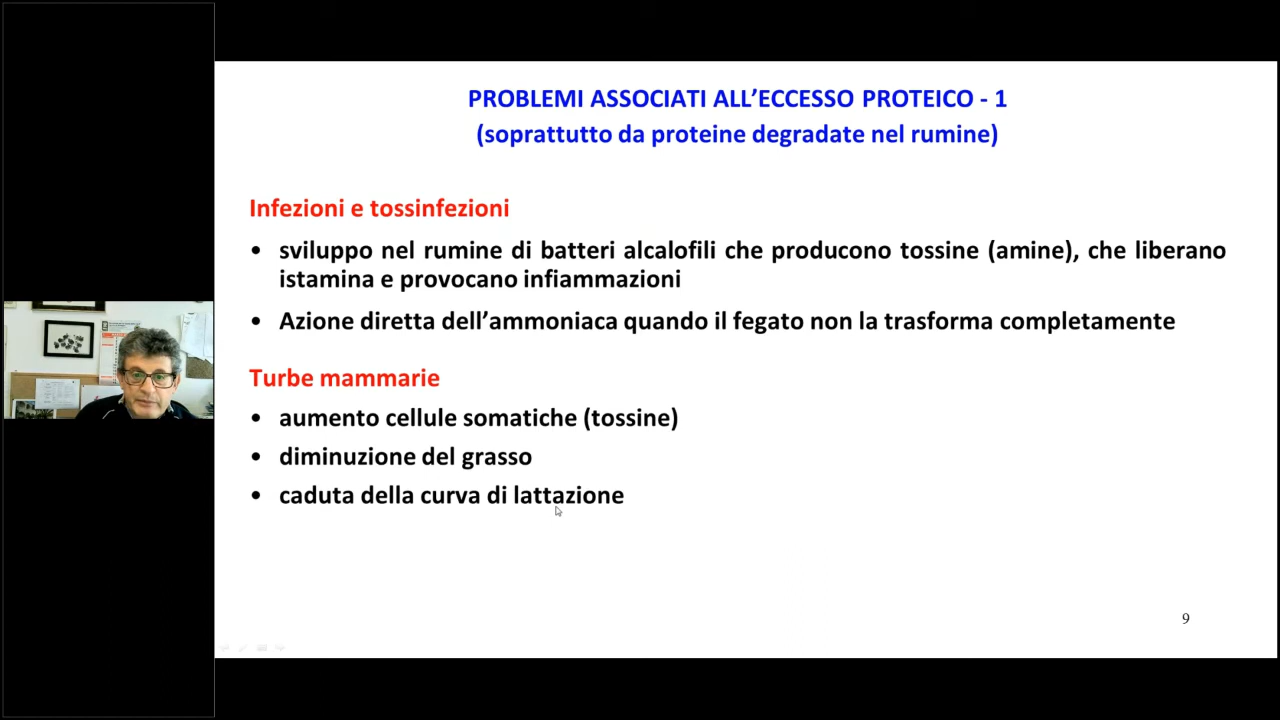 PROBLEMI ASSOCIATI ALL'ECCESSO PROTEICO - 1
(soprattutto da proteine degradate nel rumine)
Infezioni e tossinfezioni
• sviluppo nel rumine di batteri alcalofili che producono tossine (amine), che liberano
istamina e provocano infiammazioni
• Azione diretta dell'ammoniaca quando il fegato non la trasforma completamente
Turbe mammarie
• aumento cellule somatiche (tossine)
• diminuzione del grasso
• caduta della curva di lattazione
9